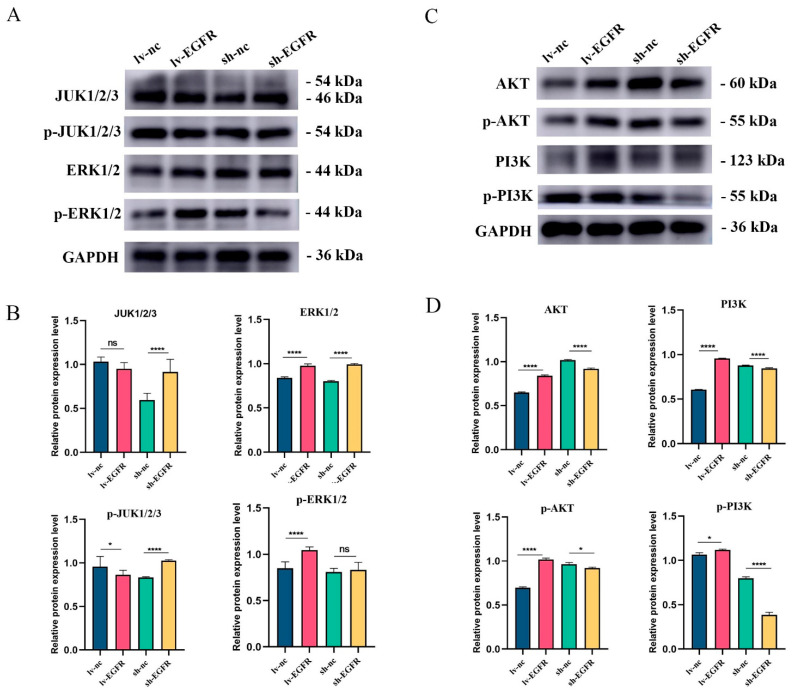 A
lv-nc
lv-EGFR
sh-nc
sh-EGFR
JUK1/2/3
- 54 kDa
- 46 kDa
p-JUK1/2/3
- 54 kDa
ERK1/2
- 44 kDa
p-ERK1/2
- 44 kDa
GAPDH
- 36 kDa
C
lv-nc
lv-EGFR
sh-nc
sh-EGFR
AKT
- 60 kDa
p-AKT
- 55 kDa
PI3K
- 123 kDa
p-PI3K
- 55 kDa
GAPDH
- 36 kDa
B
JUK1/2/3
Relative protein expression level
1.5
1.0
0.5
0.0
ns
****
lv-nc
lv-EGFR
sh-nc
sh-EGFR
ERK1/2
Relative protein expression level
1.5
1.0
0.5
0.0
****
****
lv-nc
-EGFR
sh-nc
-EGFR
p-JUK1/2/3
Relative protein expression level
1.5
1.0
0.5
0.0
*
****
lv-nc
lv-EGFR
sh-nc
sh-EGFR
p-ERK1/2
Relative protein expression level
1.5
1.0
0.5
0.0
****
ns
lv-nc
lv-EGFR
sh-nc
sh-EGFR
D
AKT
Relative protein expression level
1.5
1.0
0.5
0.0
****
****
lv-nc
lv-EGFR
sh-nc
sh-EGFR
PI3K
Relative protein expression level
1.5
1.0
0.5
0.0
****
****
lv-nc
lv-EGFR
sh-nc
sh-EGFR
p-AKT
Relative protein expression level
1.5
1.0
0.5
0.0
****
*
lv-nc
lv-EGFR
sh-nc
sh-EGFR
p-PI3K
Relative protein expression level
1.5
1.0
0.5
0.0
*
****
lv-nc
lv-EGFR
sh-nc
sh-EGFR